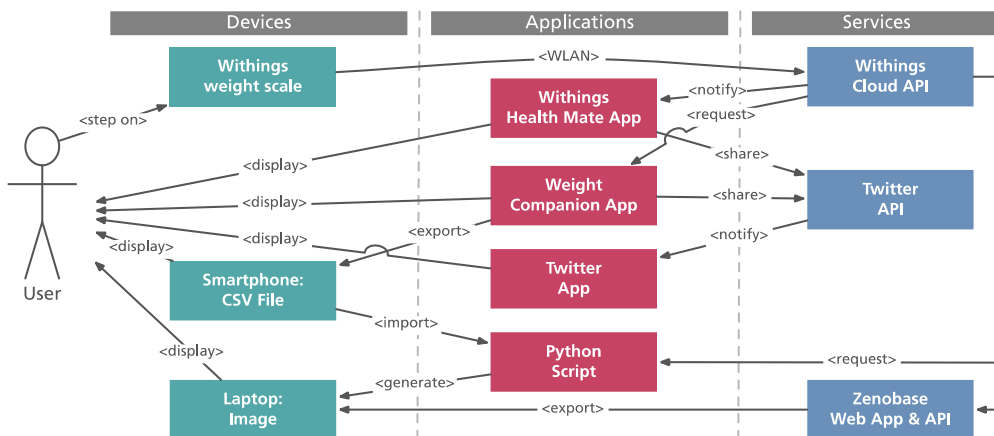 Devices
Applications
Services
Withings
weight scale
<WLAN>
Withings
Cloud API
<step on>
Withings
Health Mate App
<notify>
<request>
<display>
<share>
Weight
Companion App
<display>
<share>
Twitter
API
<display>
<display>
<export>
<notify>
User
Smartphone:
CSV File
Twitter
App
<import>
<display>
Python
Script
<request>
<generate>
Laptop:
Image
<export>
Zenobase
Web App & API